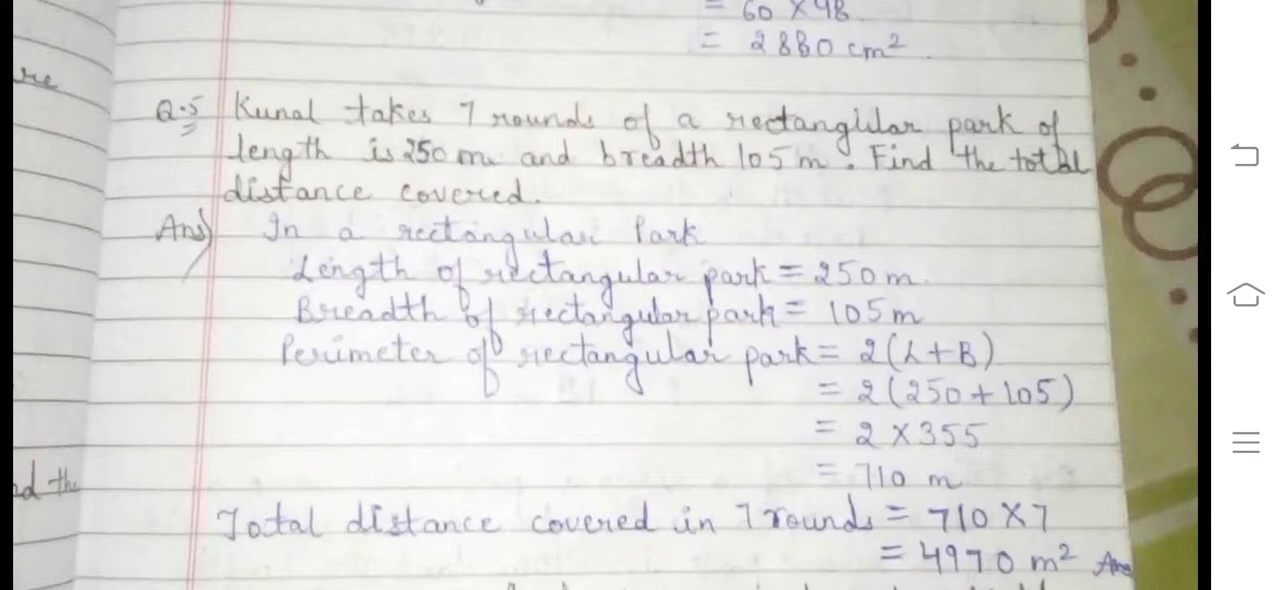 = 60 × 48
= 2880 cm²
re
Q.5 Kunal takes 7 rounds of a rectangular park of
length is 250 m and breadth 105 m. Find the total
distance covered.
Ans) In a rectangular Park
Length of rectangular park = 250 m.
Breadth of rectangular park = 105 m
Perimeter of rectangular park = 2(L+B)
= 2(250 + 105)
= 2 × 355
= 710 m
nd the
Total distance covered in 7 rounds = 710 × 7
= 4970 m² Ans